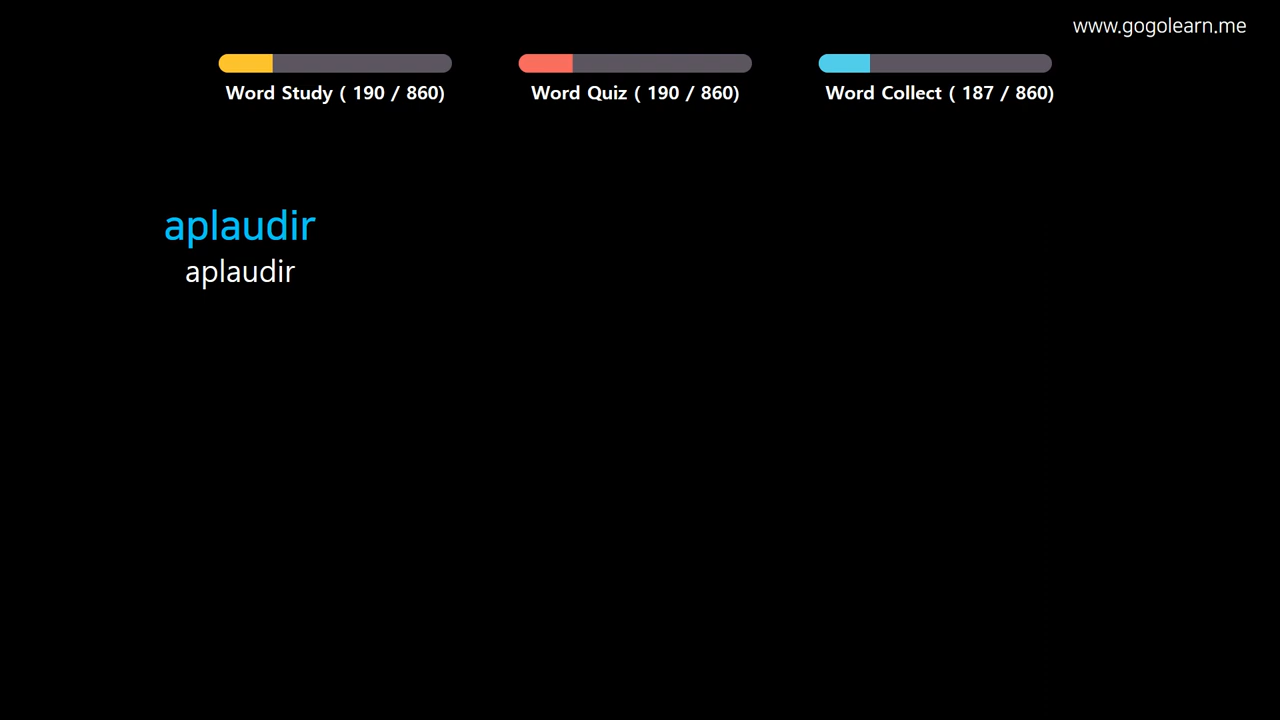 www.gogolearn.me
Word Study ( 190 / 860)
Word Quiz ( 190 / 860)
Word Collect ( 187 / 860)
aplaudir
aplaudir